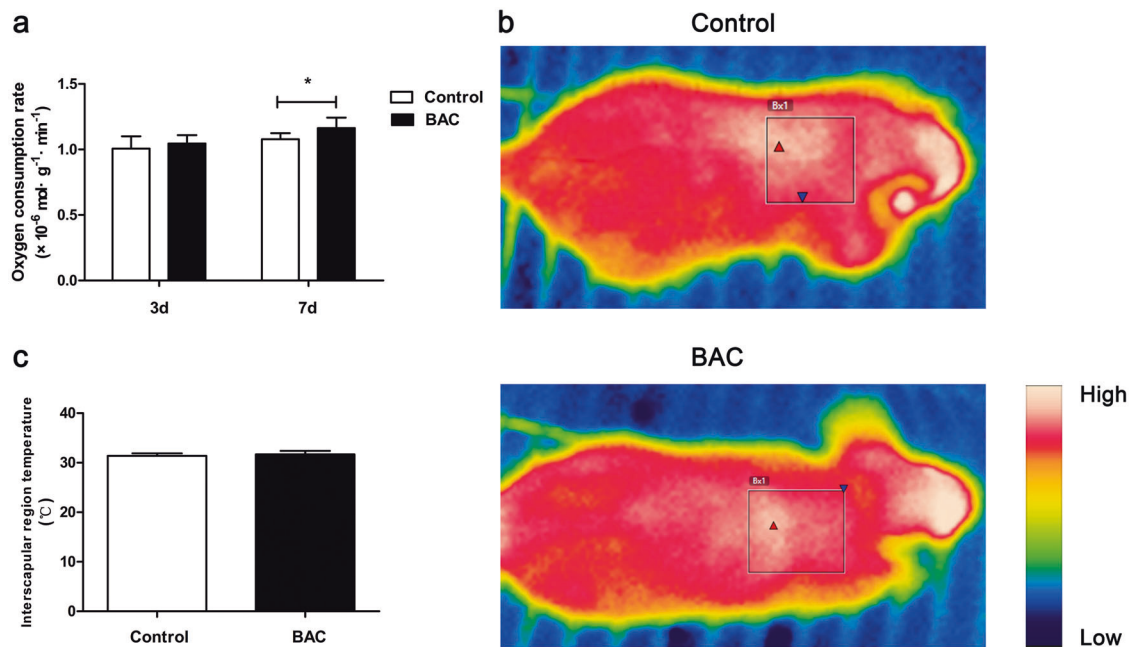 a
Oxygen consumption rate
(× 10⁻⁶ mol· g⁻¹· min⁻¹)
1.5
1.0
0.5
0.0
3d
7d
*
Control
BAC
b
Control
Bx1
c
Interscapular region temperature
(℃)
40
30
20
10
0
Control
BAC
BAC
Bx1
High
Low